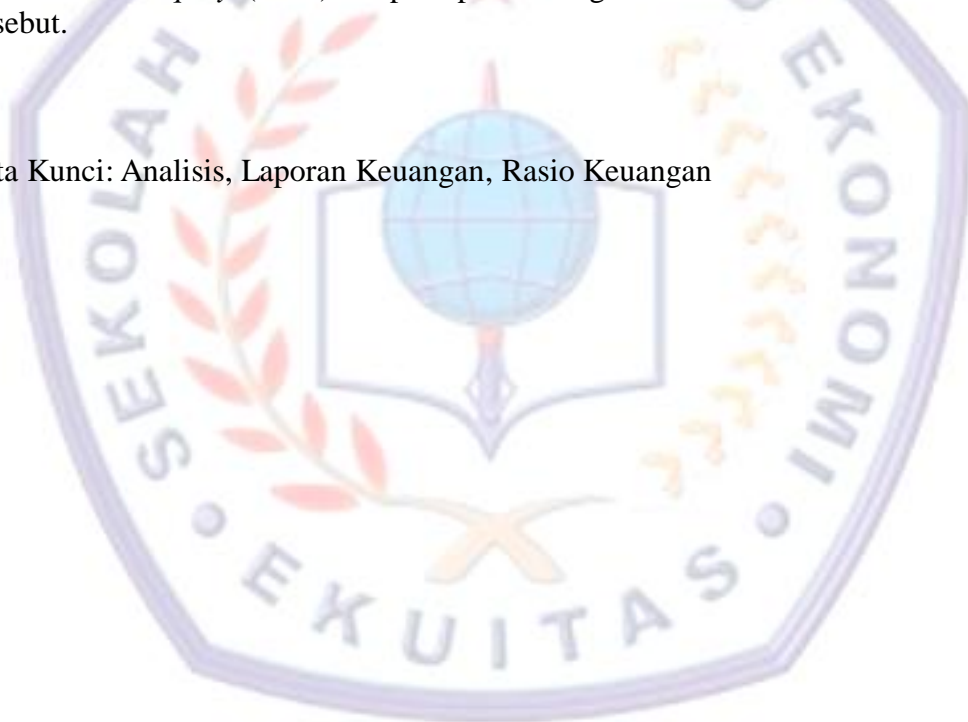 sebut.
ta Kunci: Analisis, Laporan Keuangan, Rasio Keuangan
SEKOLAH
EKONOMI
EKUITAS